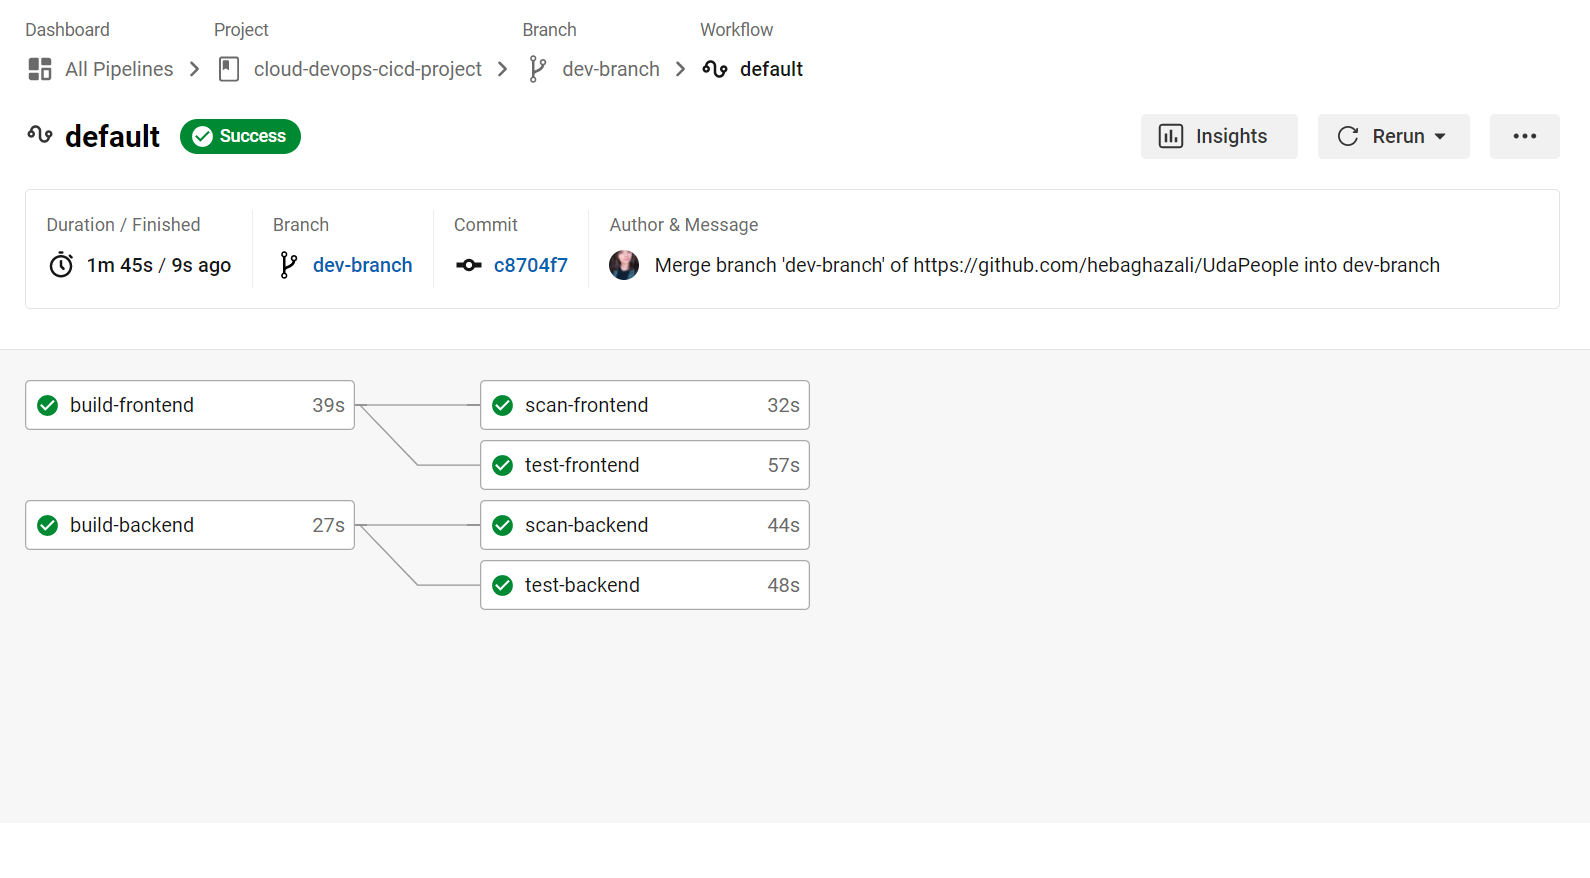 Dashboard Project Branch Workflow
All Pipelines cloud-devops-cicd-project dev-branch default
default Success Insights Rerun
Duration / Finished Branch Commit Author & Message
1m 45s / 9s ago dev-branch c8704f7 Merge branch 'dev-branch' of https://github.com/hebaghazali/UdaPeople into dev-branch
build-frontend 39s scan-frontend 32s
test-frontend 57s
build-backend 27s scan-backend 44s
test-backend 48s